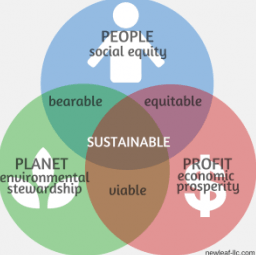 PEOPLE
social equity
bearable
equitable
SUSTAINABLE
PLANET
environmental
stewardship
PROFIT
economic
prosperity
viable
newleaf-llc.com